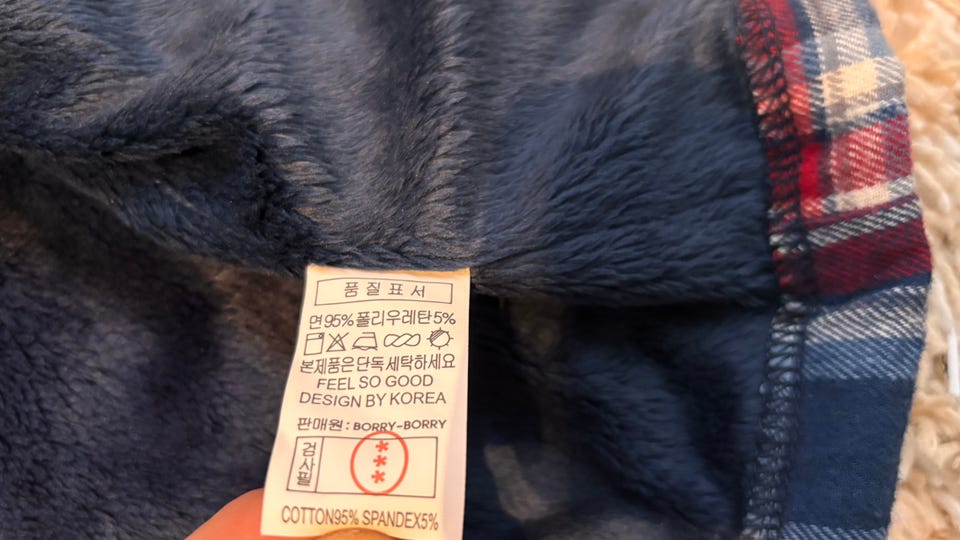 품질표서
면95% 폴리우레탄5%
본제품은단독세탁하세요
FEEL SO GOOD
DESIGN BY KOREA
판매원 : BORRY-BORRY
검사필
***
COTTON95% SPANDEX5%